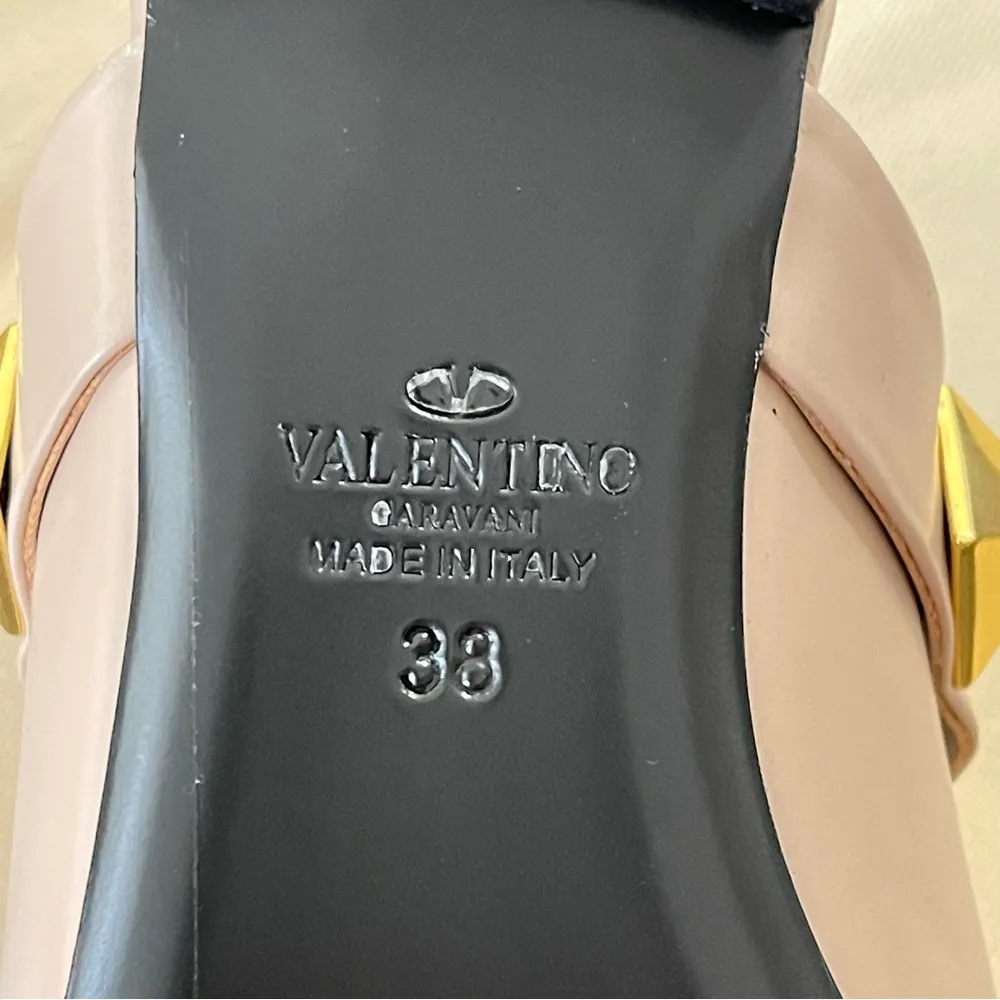 V
VALENTINO
GARAVANI
MADE IN ITALY
38